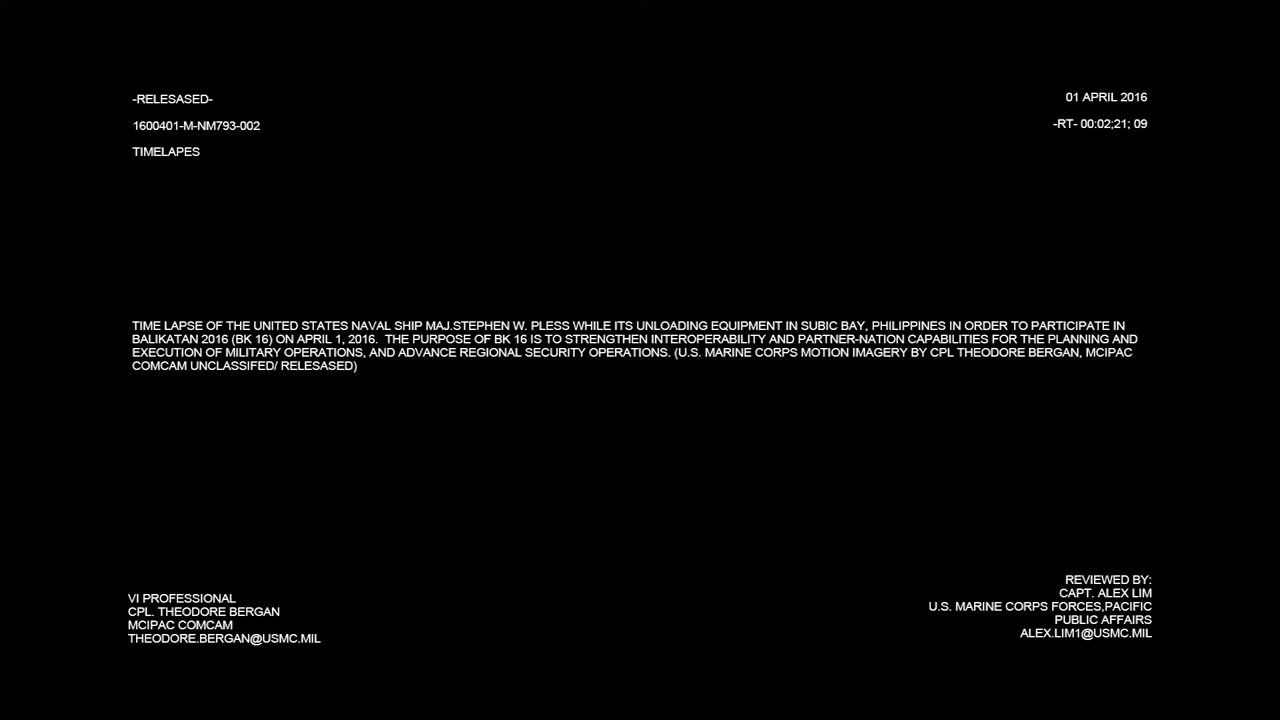 -RELESASED-
01 APRIL 2016
1600401-M-NM793-002
-RT- 00:02;21; 09
TIMELAPES
TIME LAPSE OF THE UNITED STATES NAVAL SHIP MAJ.STEPHEN W. PLESS WHILE ITS UNLOADING EQUIPMENT IN SUBIC BAY, PHILIPPINES IN ORDER TO PARTICIPATE IN
BALIKATAN 2016 (BK 16) ON APRIL 1, 2016.  THE PURPOSE OF BK 16 IS TO STRENGTHEN INTEROPERABILITY AND PARTNER-NATION CAPABILITIES FOR THE PLANNING AND
EXECUTION OF MILITARY OPERATIONS, AND ADVANCE REGIONAL SECURITY OPERATIONS. (U.S. MARINE CORPS MOTION IMAGERY BY CPL THEODORE BERGAN, MCIPAC
COMCAM UNCLASSIFED/ RELESASED)
VI PROFESSIONAL
CPL. THEODORE BERGAN
MCIPAC COMCAM
THEODORE.BERGAN@USMC.MIL
REVIEWED BY:
CAPT. ALEX LIM
U.S. MARINE CORPS FORCES,PACIFIC
PUBLIC AFFAIRS
ALEX.LIM1@USMC.MIL